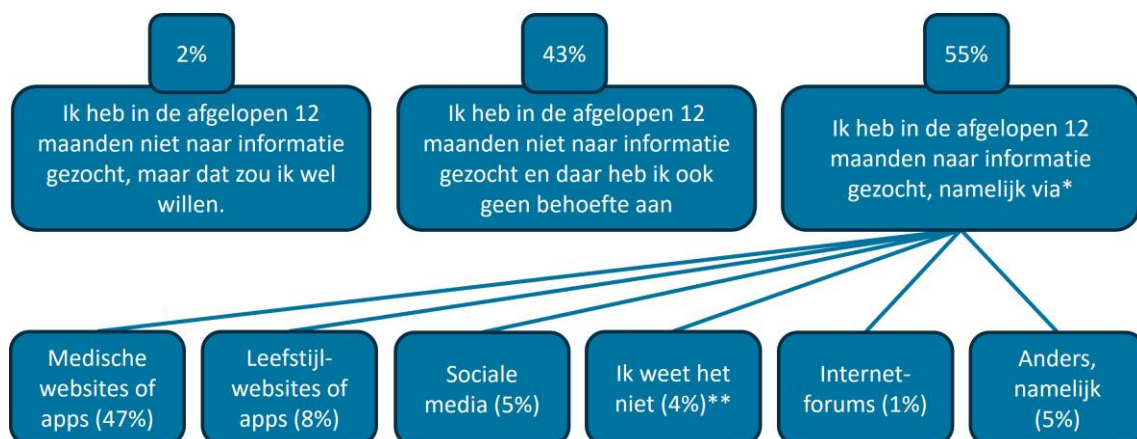 2%
Ik heb in de afgelopen 12
maanden niet naar informatie
gezocht, maar dat zou ik wel
willen.
43%
Ik heb in de afgelopen 12
maanden niet naar informatie
gezocht en daar heb ik ook
geen behoefte aan
55%
Ik heb in de afgelopen 12
maanden naar informatie
gezocht, namelijk via*
Medische
websites of
apps (47%)
Leefstijl-
websites of
apps (8%)
Sociale
media (5%)
Ik weet het
niet (4%)**
Internet-
forums (1%)
Anders,
namelijk
(5%)